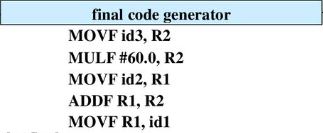 final code generator
MOVF id3, R2
MULF #60.0, R2
MOVF id2, R1
ADDF R1, R2
MOVF R1, id1